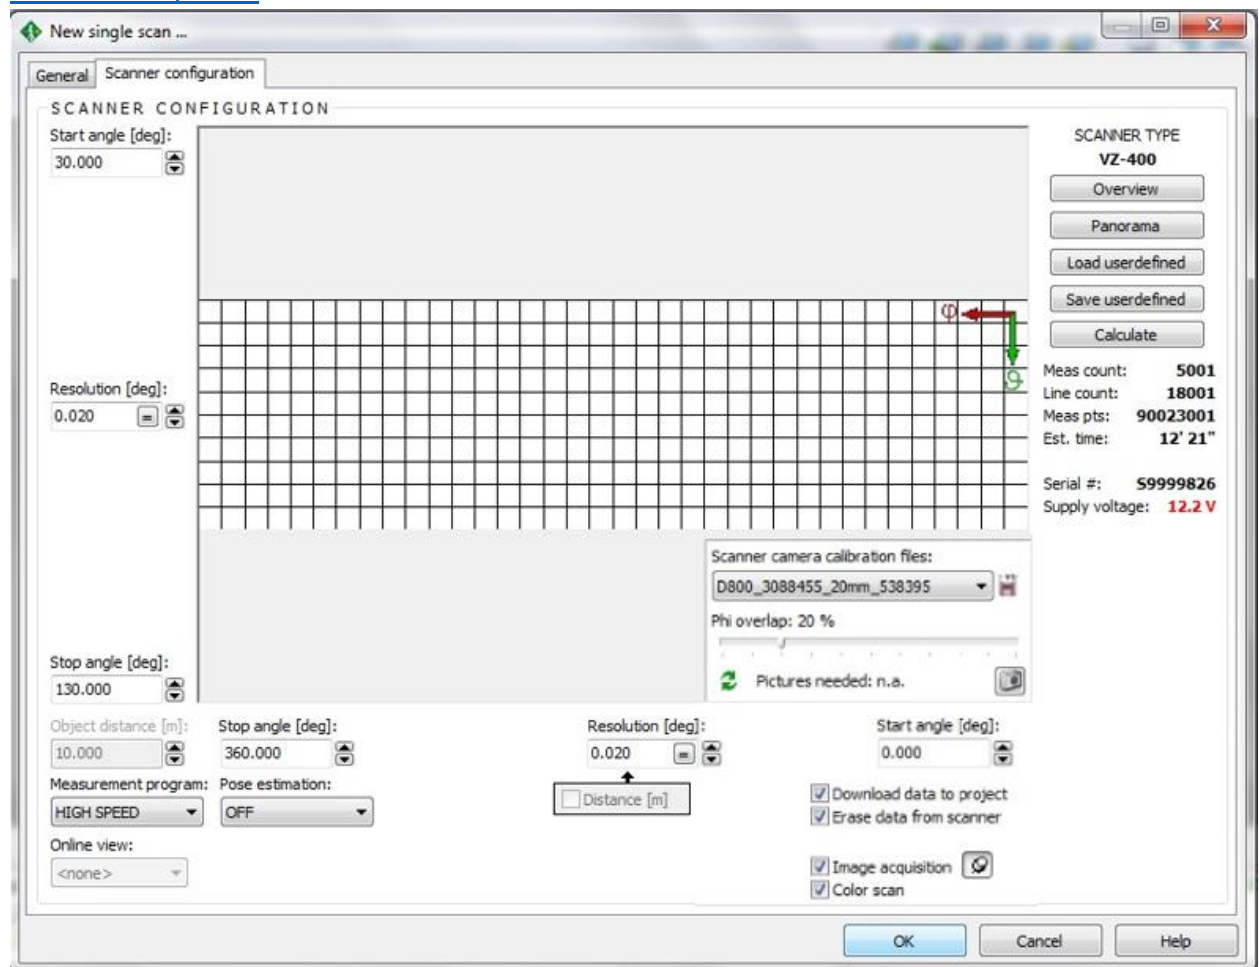 New single scan ...
General
Scanner configuration
SCANNER CONFIGURATION
Start angle [deg]:
30.000
φ
ϑ
Resolution [deg]:
0.020
=
Stop angle [deg]:
130.000
SCANNER TYPE
VZ-400
Overview
Panorama
Load userdefined
Save userdefined
Calculate
Meas count: 5001
Line count: 18001
Meas pts: 90023001
Est. time: 12' 21"
Serial #: S9999826
Supply voltage: 12.2 V
Scanner camera calibration files:
D800_3088455_20mm_538395
Phi overlap: 20 %
Pictures needed: n.a.
Object distance [m]:
10.000
Stop angle [deg]:
360.000
Resolution [deg]:
0.020
=
Start angle [deg]:
0.000
Measurement program:
HIGH SPEED
Pose estimation:
OFF
Distance [m]
Download data to project
Erase data from scanner
Online view:
<none>
Image acquisition
Color scan
OK
Cancel
Help